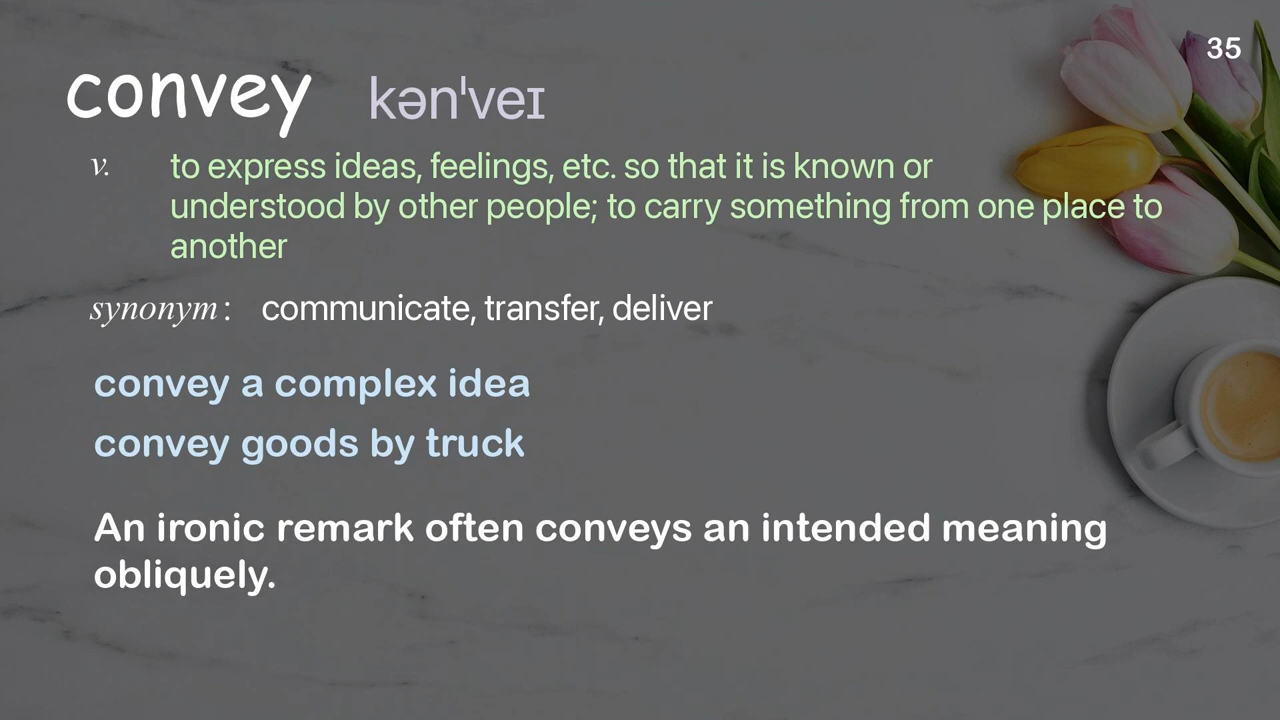 35
convey kənˈveɪ
v. to express ideas, feelings, etc. so that it is known or
understood by other people; to carry something from one place to
another
synonym: communicate, transfer, deliver
convey a complex idea
convey goods by truck
An ironic remark often conveys an intended meaning
obliquely.